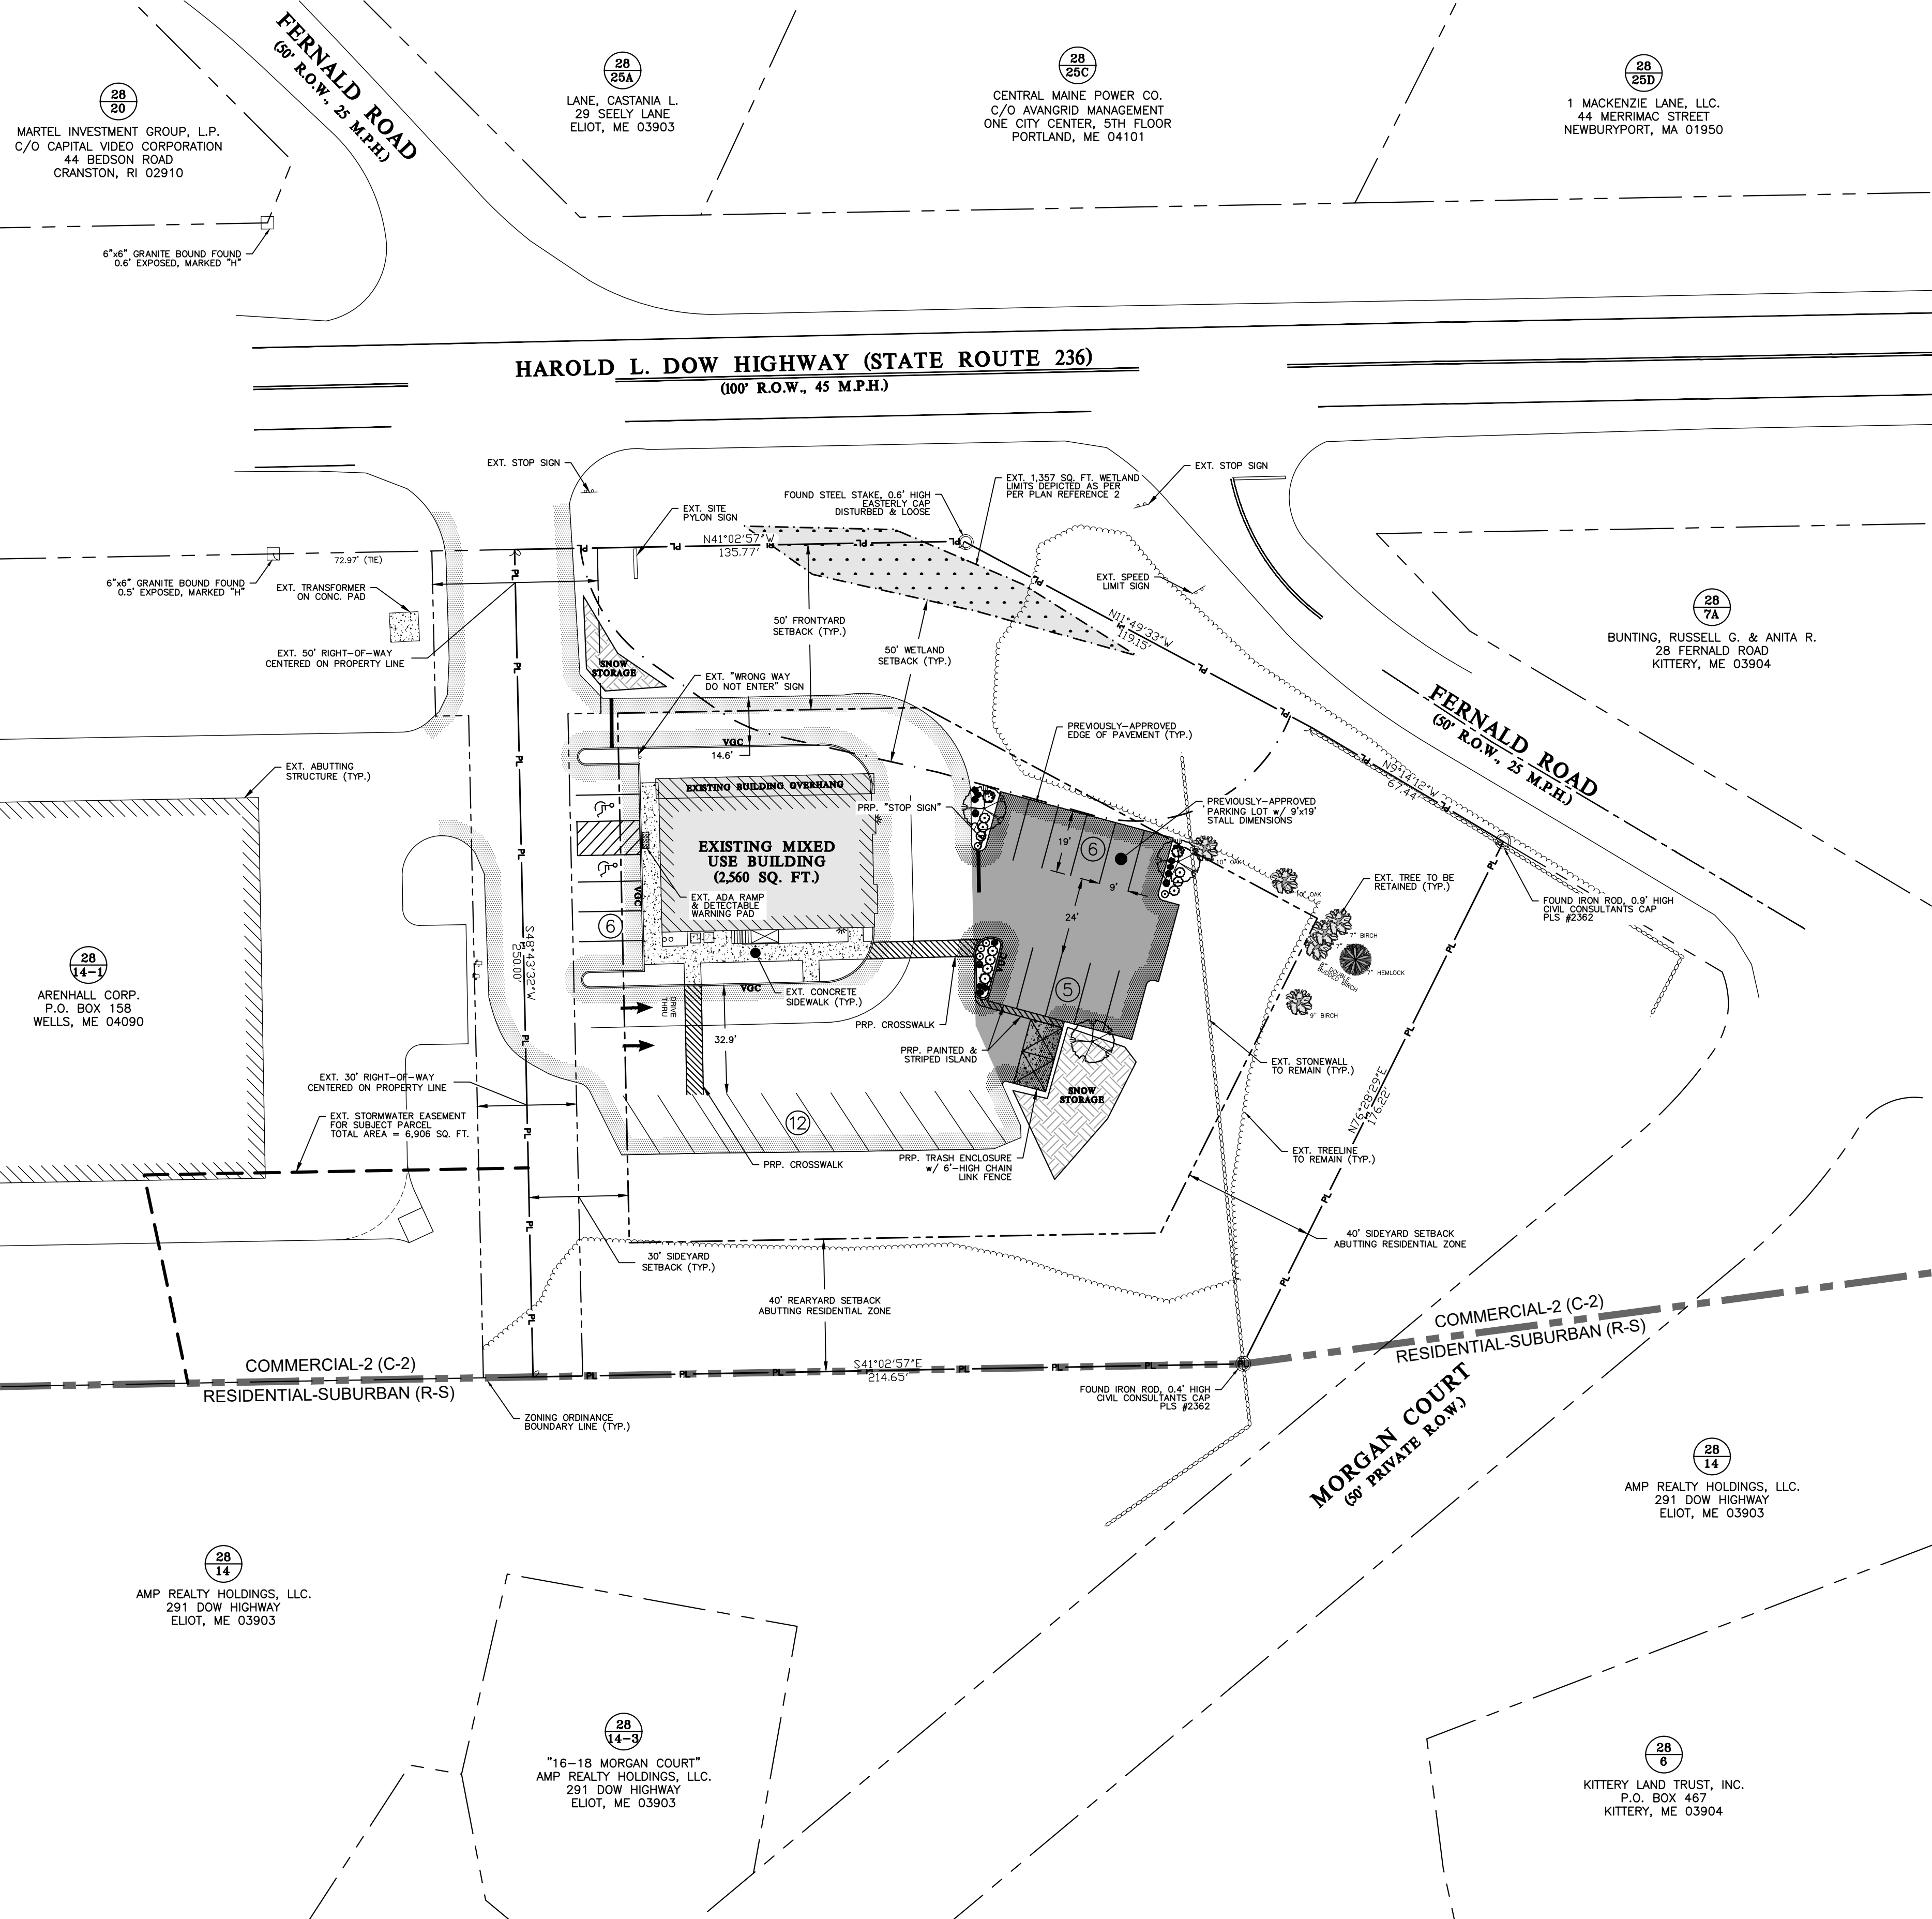 FERNALD ROAD
(50' R.O.W., 25 M.P.H.)
28
20
MARTEL INVESTMENT GROUP, L.P.
C/O CAPITAL VIDEO CORPORATION
44 BEDSON ROAD
CRANSTON, RI 02910
28
25A
LANE, CASTANIA L.
29 SEELY LANE
ELIOT, ME 03903
28
25C
CENTRAL MAINE POWER CO.
C/O AVANGRID MANAGEMENT
ONE CITY CENTER, 5TH FLOOR
PORTLAND, ME 04101
28
25D
1 MACKENZIE LANE, LLC.
44 MERRIMAC STREET
NEWBURYPORT, MA 01950
6"x6" GRANITE BOUND FOUND
0.6' EXPOSED, MARKED "H"
HAROLD L. DOW HIGHWAY (STATE ROUTE 236)
(100' R.O.W., 45 M.P.H.)
EXT. STOP SIGN
EXT. SITE
PYLON SIGN
FOUND STEEL STAKE, 0.6' HIGH
EASTERLY CAP
DISTURBED & LOOSE
EXT. 1,357 SQ. FT. WETLAND
LIMITS DEPICTED AS PER
PER PLAN REFERENCE 2
EXT. STOP SIGN
N41°02'57"W
135.77'
72.97' (TIE)
6"x6" GRANITE BOUND FOUND
0.5' EXPOSED, MARKED "H"
EXT. TRANSFORMER
ON CONC. PAD
EXT. SPEED
LIMIT SIGN
N11°49'33"W
119.15'
28
7A
BUNTING, RUSSELL G. & ANITA R.
28 FERNALD ROAD
KITTERY, ME 03904
50' FRONTYARD
SETBACK (TYP.)
50' WETLAND
SETBACK (TYP.)
EXT. 50' RIGHT-OF-WAY
CENTERED ON PROPERTY LINE
SNOW
STORAGE
EXT. "WRONG WAY
DO NOT ENTER" SIGN
FERNALD ROAD
(50' R.O.W., 25 M.P.H.)
PREVIOUSLY-APPROVED
EDGE OF PAVEMENT (TYP.)
VGC
14.6'
EXT. ABUTTING
STRUCTURE (TYP.)
N9°14'12"W
67.44'
EXISTING BUILDING OVERHANG
PRP. "STOP SIGN"
PREVIOUSLY-APPROVED
PARKING LOT w/ 9'x19'
STALL DIMENSIONS
EXISTING MIXED
USE BUILDING
(2,560 SQ. FT.)
19'
6
9'
24'
10" OAK
EXT. TREE TO BE
RETAINED (TYP.)
FOUND IRON ROD, 0.9' HIGH
CIVIL CONSULTANTS CAP
PLS #2362
VGC
EXT. ADA RAMP
& DETECTABLE
WARNING PAD
6
7" BIRCH
7" HEMLOCK
8" DOUBLE
BUDDED BIRCH
9" BIRCH
S48°43'32"W
250.00'
28
14-1
ARENHALL CORP.
P.O. BOX 158
WELLS, ME 04090
VGC
VGC
5
EXT. CONCRETE
SIDEWALK (TYP.)
DRIVE
THRU
PRP. CROSSWALK
32.9'
PRP. PAINTED &
STRIPED ISLAND
EXT. STONEWALL
TO REMAIN (TYP.)
EXT. 30' RIGHT-OF-WAY
CENTERED ON PROPERTY LINE
SNOW
STORAGE
N76°28'29"E
176.22'
EXT. STORMWATER EASEMENT
FOR SUBJECT PARCEL
TOTAL AREA = 6,906 SQ. FT.
12
PRP. CROSSWALK
PRP. TRASH ENCLOSURE
w/ 6'-HIGH CHAIN
LINK FENCE
EXT. TREELINE
TO REMAIN (TYP.)
40' SIDEYARD SETBACK
ABUTTING RESIDENTIAL ZONE
30' SIDEYARD
SETBACK (TYP.)
40' REARYARD SETBACK
ABUTTING RESIDENTIAL ZONE
COMMERCIAL-2 (C-2)
RESIDENTIAL-SUBURBAN (R-S)
COMMERCIAL-2 (C-2)
RESIDENTIAL-SUBURBAN (R-S)
S41°02'57"E
214.65'
FOUND IRON ROD, 0.4' HIGH
CIVIL CONSULTANTS CAP
PLS #2362
ZONING ORDINANCE
BOUNDARY LINE (TYP.)
MORGAN COURT
(50' PRIVATE R.O.W.)
28
14
AMP REALTY HOLDINGS, LLC.
291 DOW HIGHWAY
ELIOT, ME 03903
28
14
AMP REALTY HOLDINGS, LLC.
291 DOW HIGHWAY
ELIOT, ME 03903
28
14-3
"16-18 MORGAN COURT"
AMP REALTY HOLDINGS, LLC.
291 DOW HIGHWAY
ELIOT, ME 03903
28
6
KITTERY LAND TRUST, INC.
P.O. BOX 467
KITTERY, ME 03904